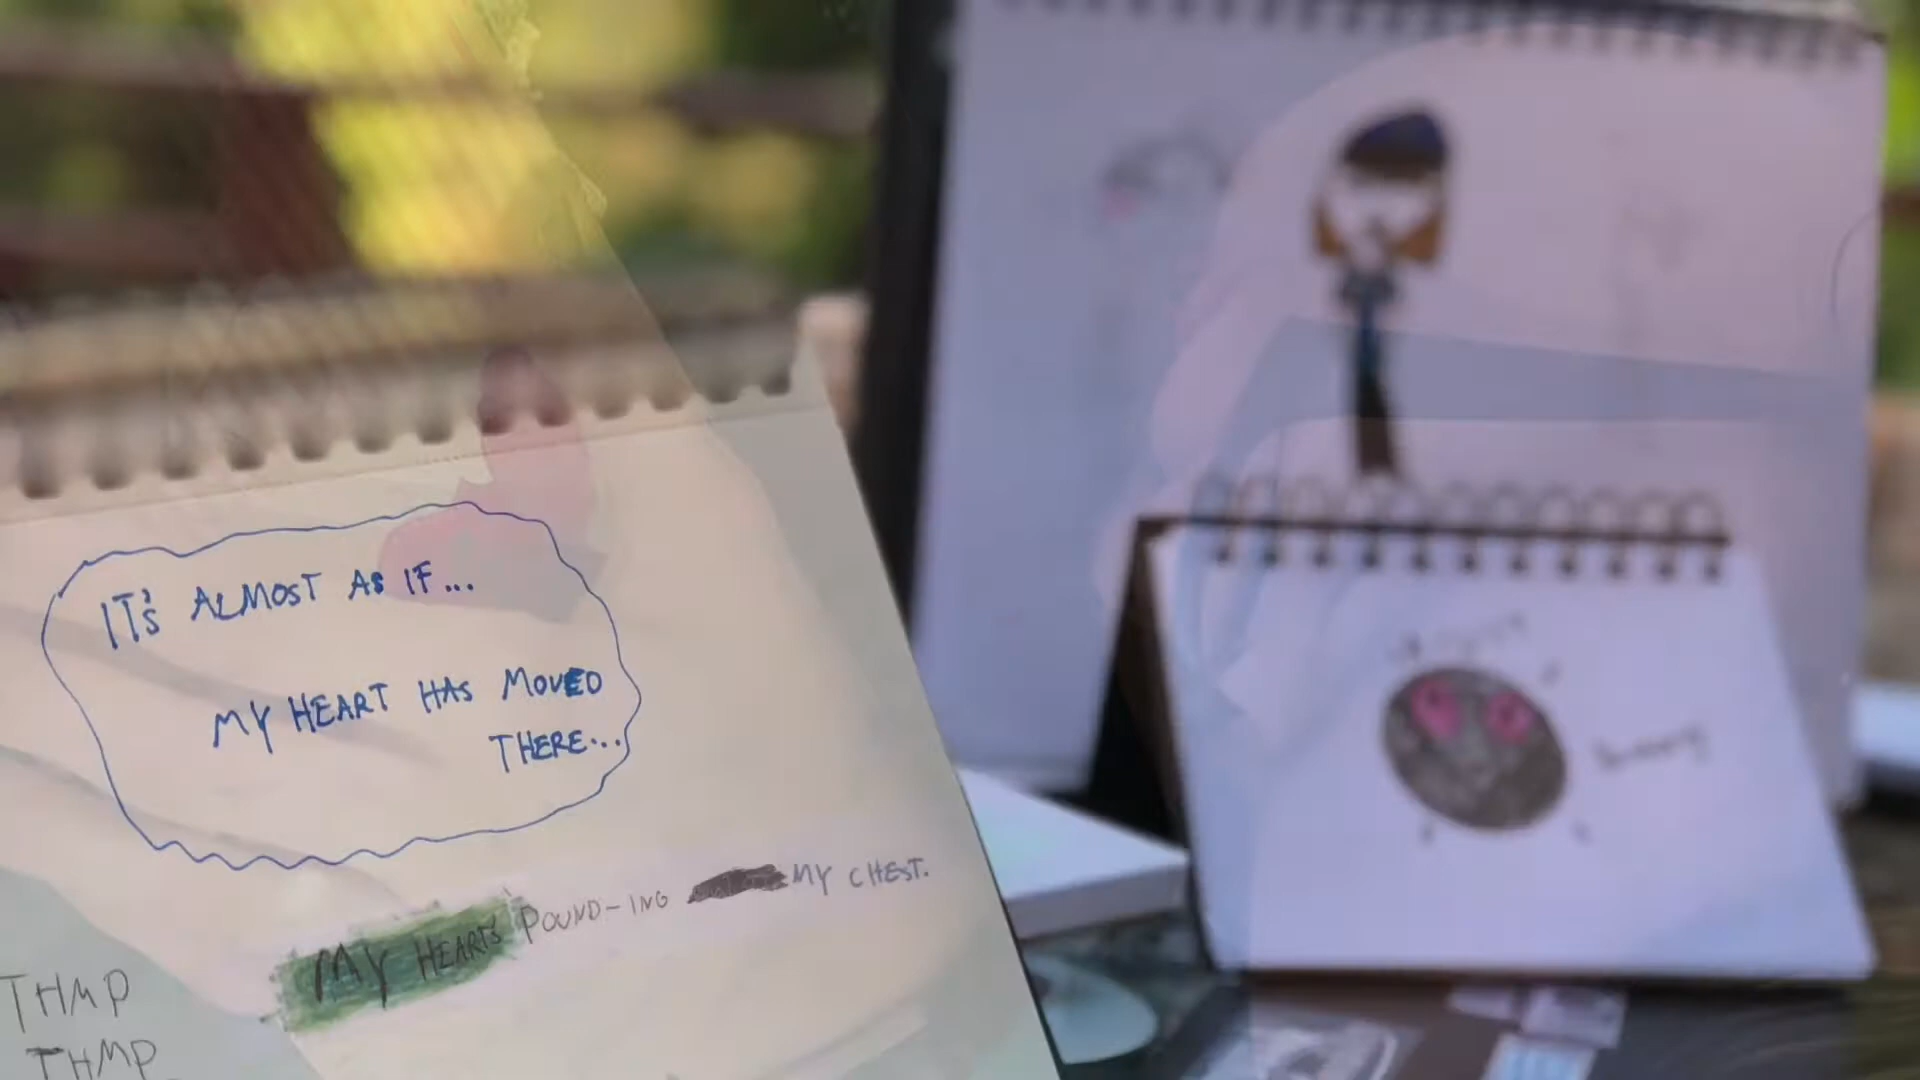 IT'S ALMOST AS IF...
MY HEART HAS MOVED
THERE...
MY HEART'S POUND-ING MY CHEST.
THMP
THMP